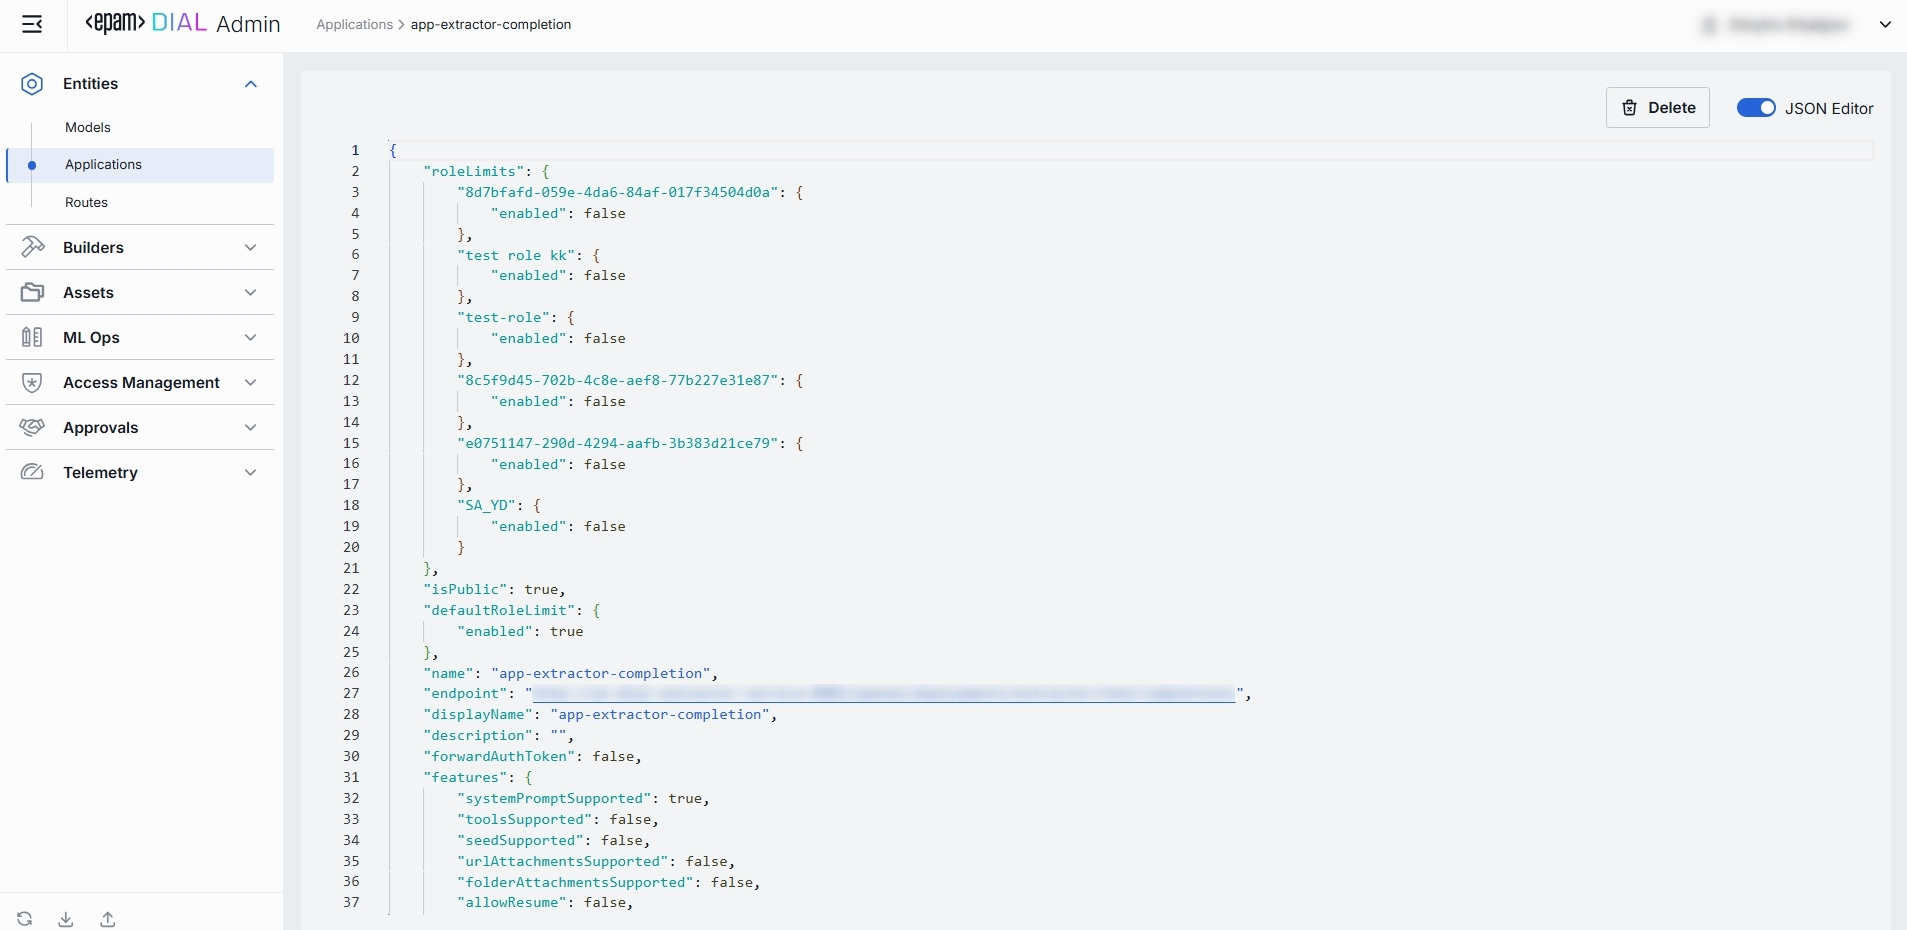 <epam> DIAL Admin
Applications > app-extractor-completion
Entities
Models
Applications
Routes
Builders
Assets
ML Ops
Access Management
Approvals
Telemetry
Delete
JSON Editor
1 {
2 "roleLimits": {
3 "8d7bfafd-059e-4da6-84af-017f34504d0a": {
4 "enabled": false
5 },
6 "test role kk": {
7 "enabled": false
8 },
9 "test-role": {
10 "enabled": false
11 },
12 "8c5f9d45-702b-4c8e-aef8-77b227e31e87": {
13 "enabled": false
14 },
15 "e0751147-290d-4294-aafb-3b383d21ce79": {
16 "enabled": false
17 },
18 "SA_YD": {
19 "enabled": false
20 }
21 },
22 "isPublic": true,
23 "defaultRoleLimit": {
24 "enabled": true
25 },
26 "name": "app-extractor-completion",
27 "endpoint": "",
28 "displayName": "app-extractor-completion",
29 "description": "",
30 "forwardAuthToken": false,
31 "features": {
32 "systemPromptSupported": true,
33 "toolsSupported": false,
34 "seedSupported": false,
35 "urlAttachmentsSupported": false,
36 "folderAttachmentsSupported": false,
37 "allowResume": false,